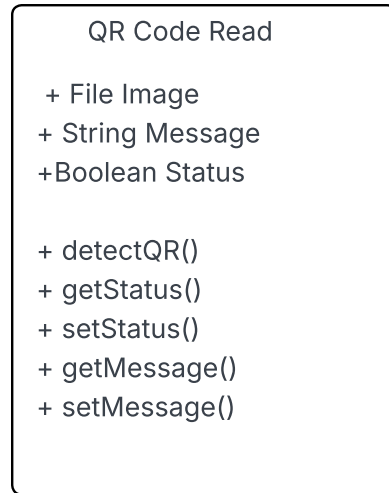 QR Code Read
+ File Image
+ String Message
+Boolean Status
+ detectQR()
+ getStatus()
+ setStatus()
+ getMessage()
+ setMessage()